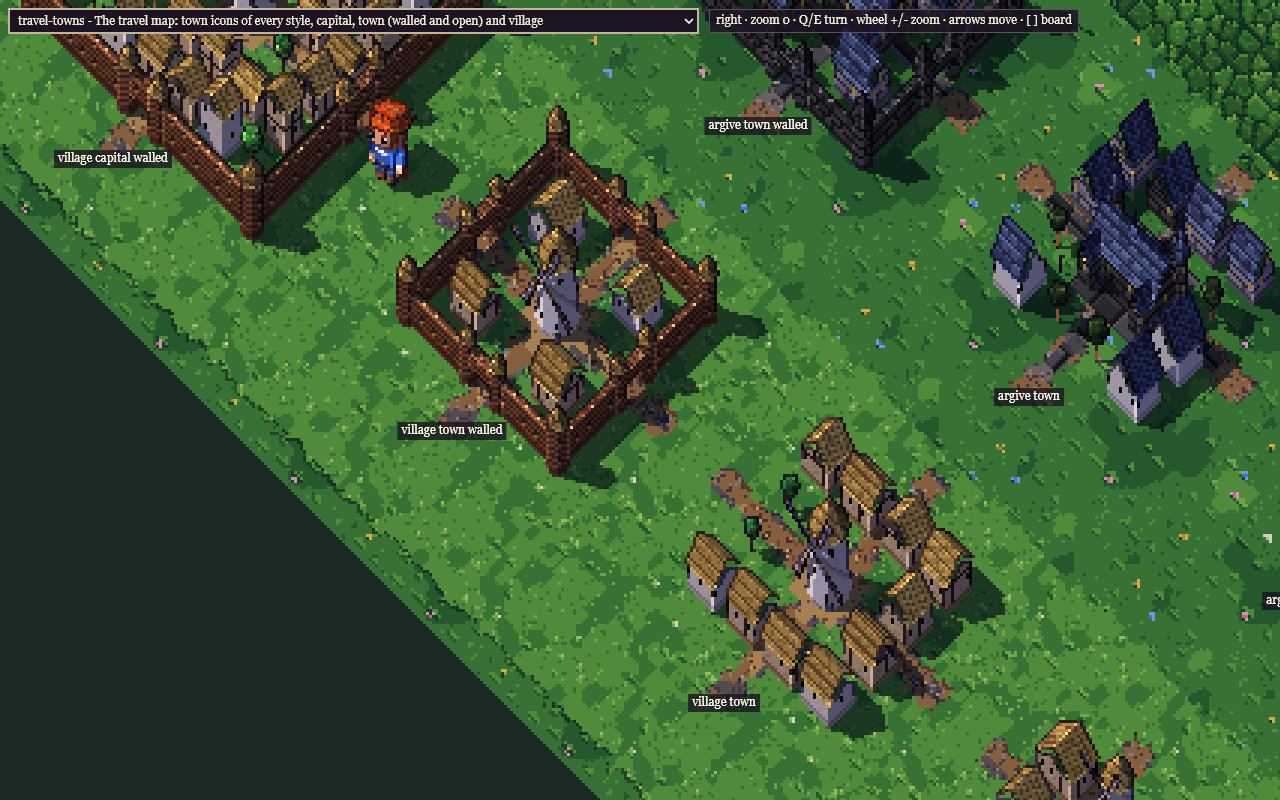 travel-towns - The travel map: town icons of every style, capital, town (walled and open) and village
right · zoom 0 · Q/E turn · wheel +/- zoom · arrows move · [ ] board
argive town walled
village capital walled
argive town
village town walled
village town